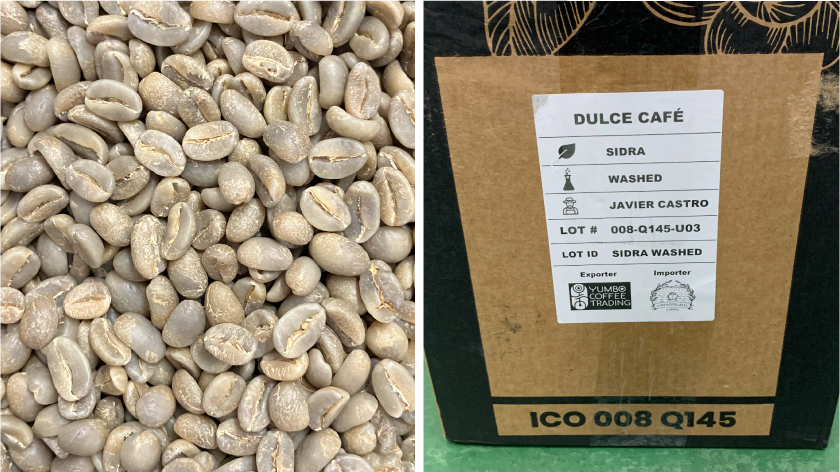 DULCE CAFÉ
SIDRA
WASHED
JAVIER CASTRO
LOT # 008-Q145-U03
LOT ID SIDRA WASHED
Exporter Importer
YUMBO
COFFEE
TRADING
ICO 008 Q145